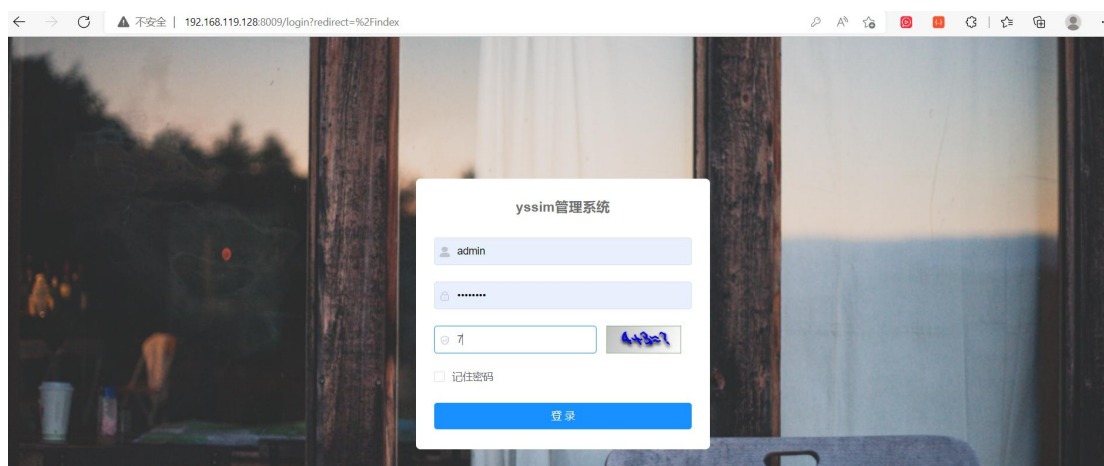 不安全 | 192.168.119.128:8009/login?redirect=%2Findex
yssim管理系统
admin
••••••••
7
4+3=?
记住密码
登 录